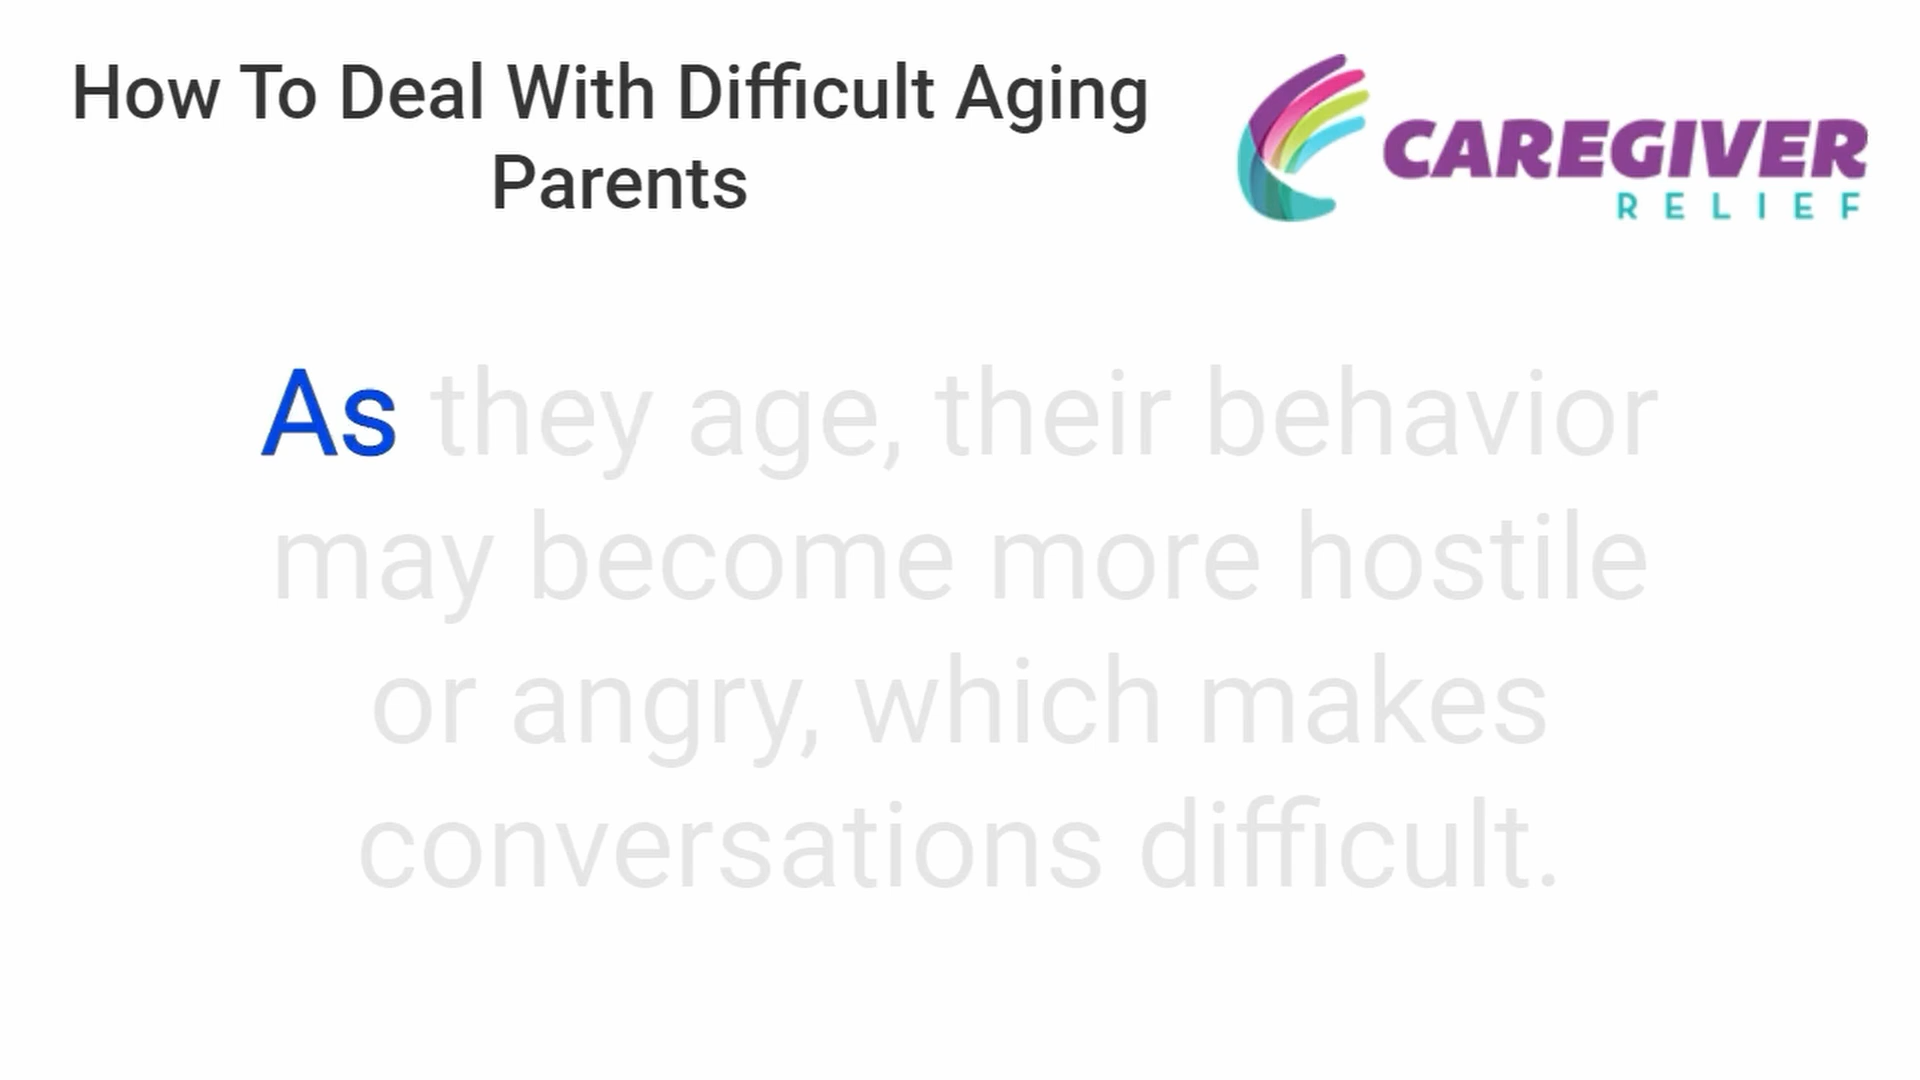 How To Deal With Difficult Aging
Parents
CAREGIVER
RELIEF
As they age, their behavior
may become more hostile
or angry, which makes
conversations difficult.